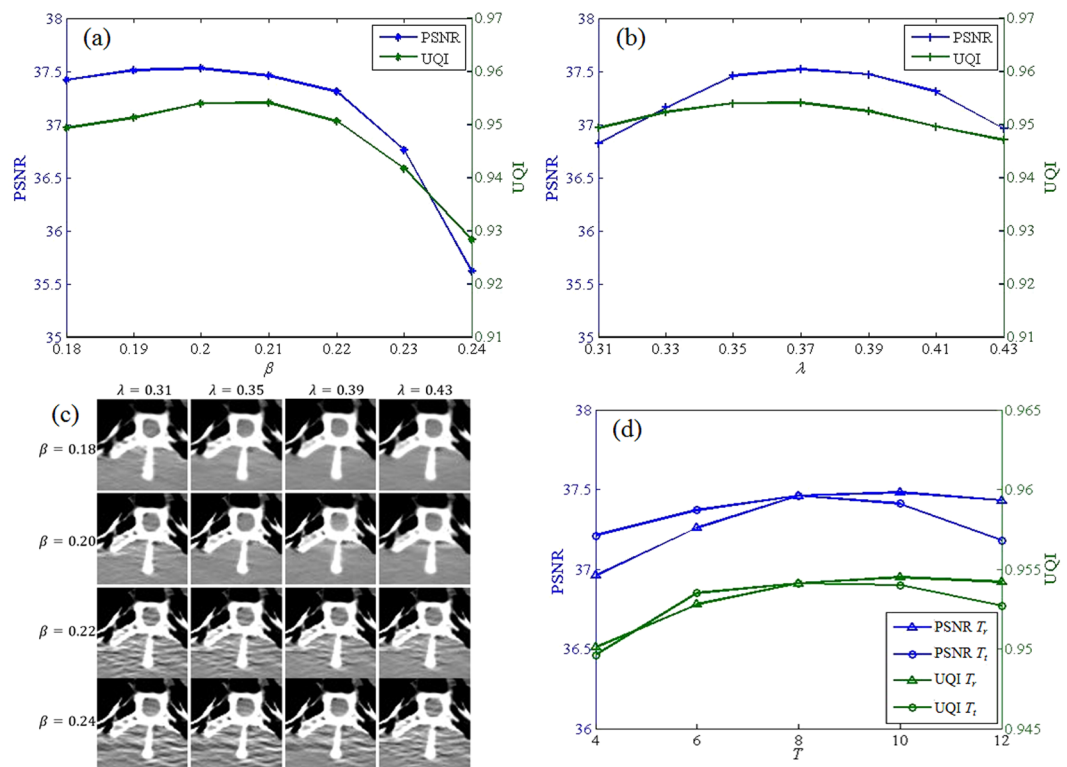 (a)
PSNR
UQI
38
37.5
37
36.5
36
35.5
35
PSNR
0.97
0.96
0.95
0.94
0.93
0.92
0.91
UQI
0.18 0.19 0.2 0.21 0.22 0.23 0.24
β
(b)
PSNR
UQI
38
37.5
37
36.5
36
35.5
35
PSNR
0.97
0.96
0.95
0.94
0.93
0.92
0.91
UQI
0.31 0.33 0.35 0.37 0.39 0.41 0.43
λ
(c)
λ = 0.31 λ = 0.35 λ = 0.39 λ = 0.43
β = 0.18
β = 0.20
β = 0.22
β = 0.24
(d)
38
37.5
37
36.5
36
PSNR
0.965
0.96
0.955
0.95
0.945
UQI
PSNR Tr
PSNR Tt
UQI Tr
UQI Tt
4 6 8 10 12
T